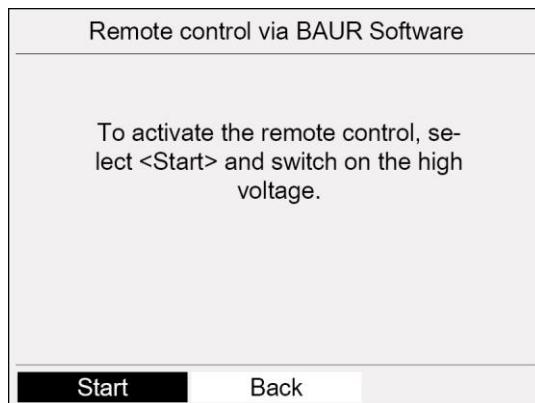 Remote control via BAUR Software
To activate the remote control, se-
lect <Start> and switch on the high
voltage.
Start
Back